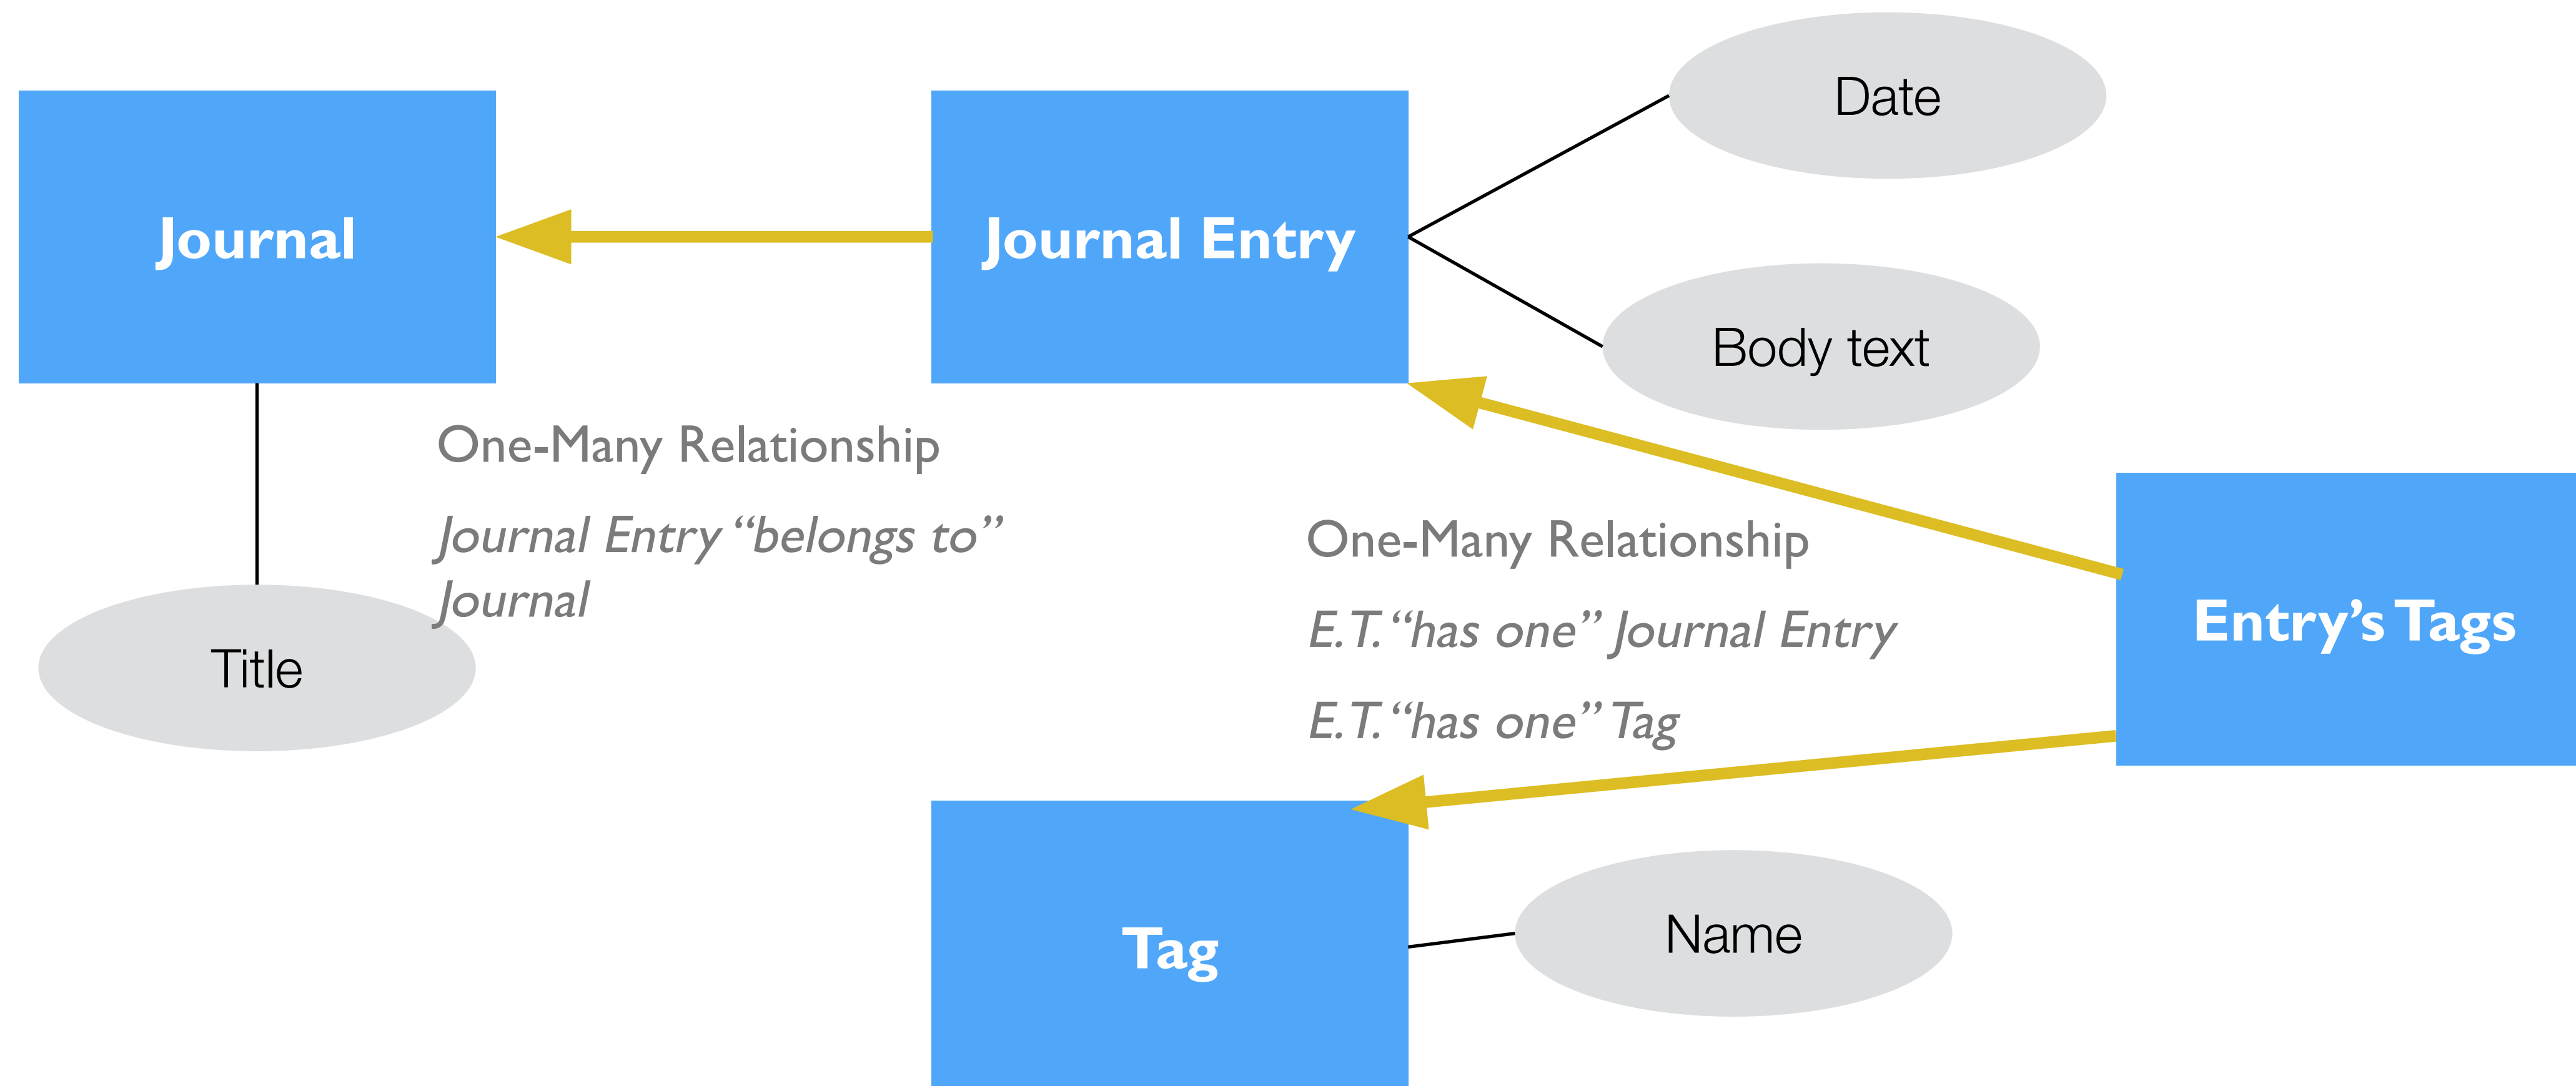 Date
Journal
Journal Entry
Body text
One-Many Relationship
Journal Entry “belongs to”
Journal
Title
One-Many Relationship
E.T. “has one” Journal Entry
E.T. “has one” Tag
Entry’s Tags
Tag
Name